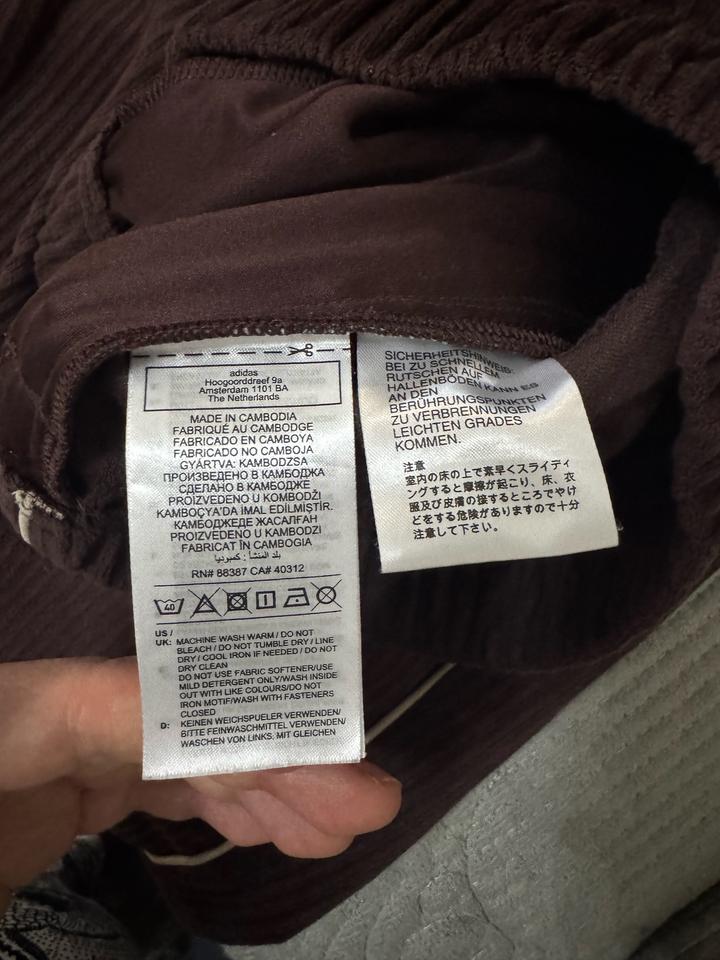 adidas
Hoogoorddreef 9a
Amsterdam 1101 BA
The Netherlands
MADE IN CAMBODIA
FABRIQUÉ AU CAMBODGE
FABRICADO EN CAMBOYA
FABRICADO NO CAMBOJA
GYÁRTVA: KAMBODZSA
ПРОИЗВЕДЕНО В КАМБОДЖА
СДЕЛАНО В КАМБОДЖЕ
PROIZVEDENO U KOMBODŽI
KAMBOÇYA'DA İMAL EDİLMİŞTİR.
КАМБОДЖЕДЕ ЖАСАЛҒАН
PROIZVEDENO U KAMBODŽI
FABRICAT ÎN CAMBOGIA
بلد المنشأ : كمبوديا
RN# 88387 CA# 40312
40
US /
UK: MACHINE WASH WARM / DO NOT
BLEACH / DO NOT TUMBLE DRY / LINE
DRY / COOL IRON IF NEEDED / DO NOT
DRY CLEAN
DO NOT USE FABRIC SOFTENER/USE
MILD DETERGENT ONLY/WASH INSIDE
OUT WITH LIKE COLOURS/DO NOT
IRON MOTIF/WASH WITH FASTENERS
CLOSED
D: KEINEN WEICHSPUELER VERWENDEN/
BITTE FEINWASCHMITTEL VERWENDEN/
WASCHEN VON LINKS, MIT GLEICHEN
SICHERHEITSHINWEIS:
BEI ZU SCHNELLEM
RUTSCHEN AUF
HALLENBÖDEN KANN ES
AN DEN
BERÜHRUNGSPUNKTEN
ZU VERBRENNUNGEN
LEICHTEN GRADES
KOMMEN.
注意
室内の床の上で素早くスライディ
ングすると摩擦が起こり、床、衣
服及び皮膚の接するところでやけ
どをする危険がありますので十分
注意して下さい。